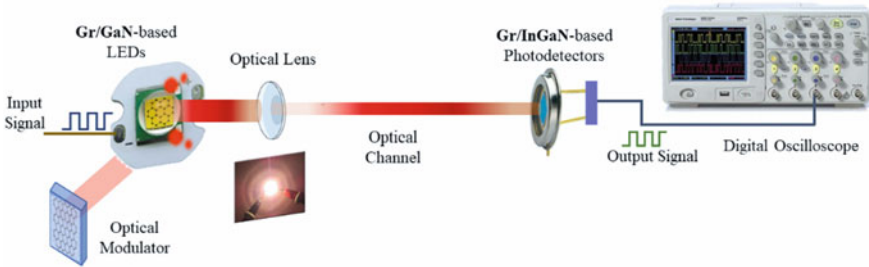 Gr/GaN-based
LEDs
Optical Lens
Gr/InGaN-based
Photodetectors
Input
Signal
Optical
Channel
Output Signal
Digital Oscilloscope
Optical
Modulator